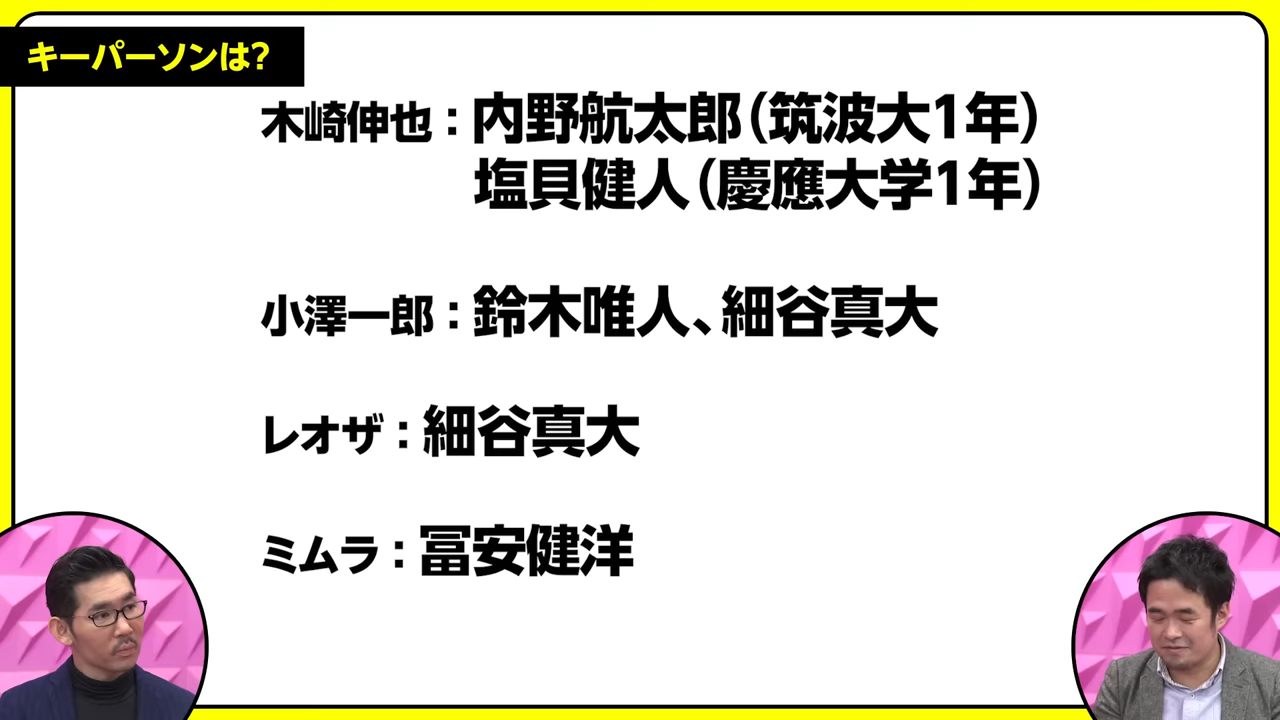 キーパーソンは?
木崎伸也：内野航太郎（筑波大1年）
塩貝健人（慶應大学1年）
小澤一郎：鈴木唯人、細谷真大
レオザ：細谷真大
ミムラ：冨安健洋